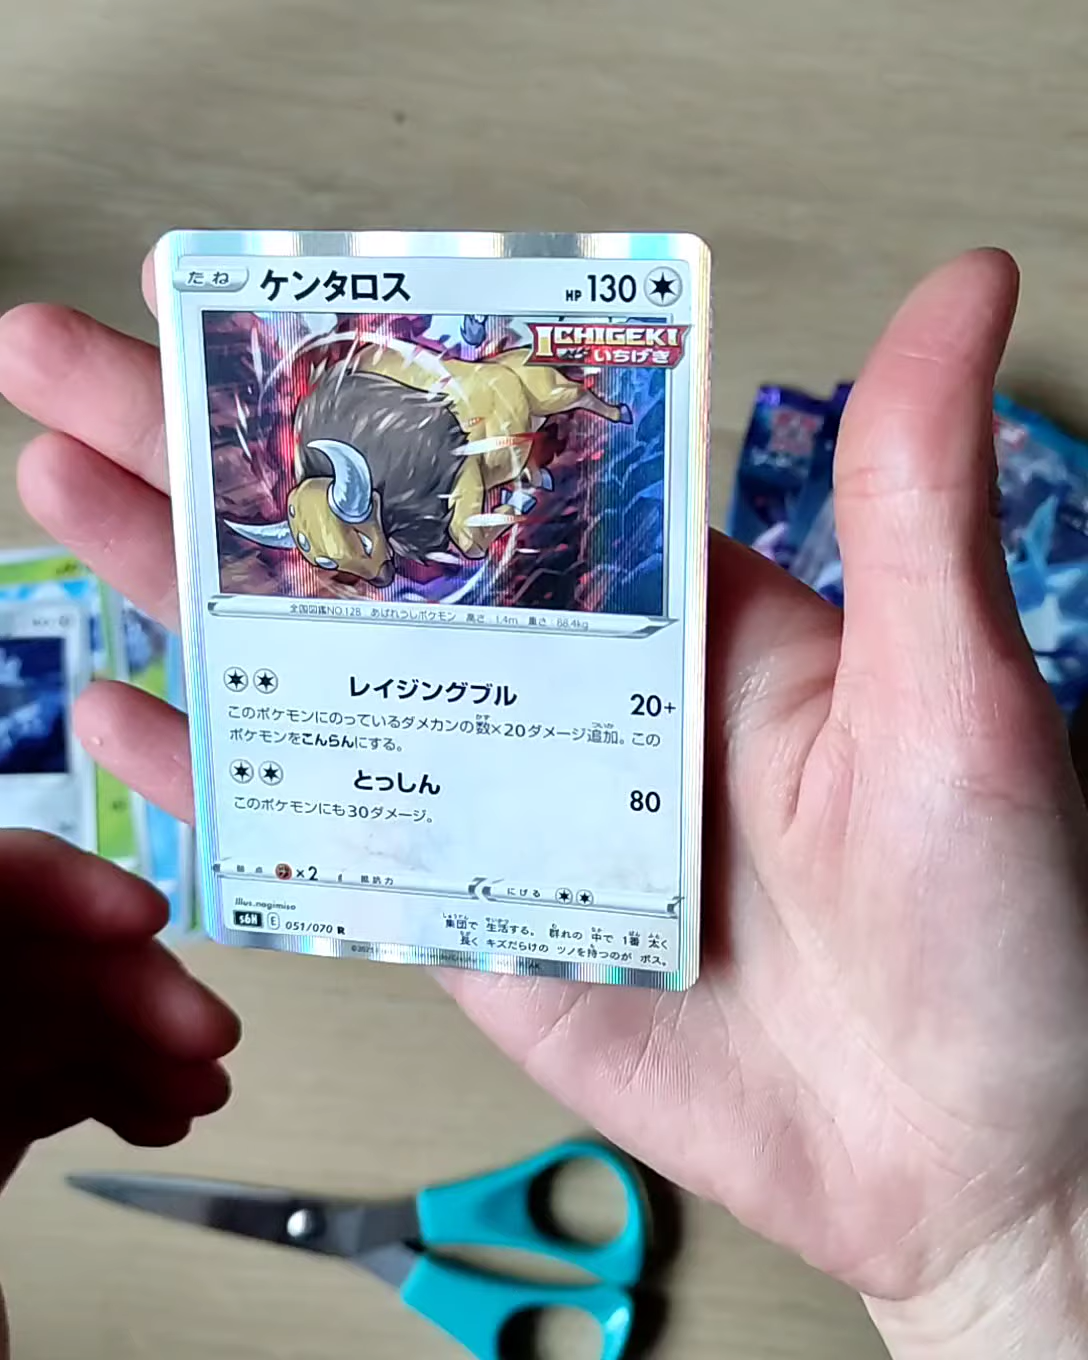 たね ケンタロス HP 130
ICHIGEKI
いちげき
全国図鑑NO.128 あばれうしポケモン 高さ:1.4m 重さ:88.4kg
レイジングブル 20+
このポケモンにのっているダメカンの数×20ダメージ追加。この
ポケモンをこんらんにする。
とっしん 80
このポケモンにも30ダメージ。
弱点 ×2 抵抗力 にげる
Illus.nagimiso
s6H E 051/070 R
集団で 生活する。 群れの 中で 1番 太く
長く キズだらけの ツノを持つのが ボス。